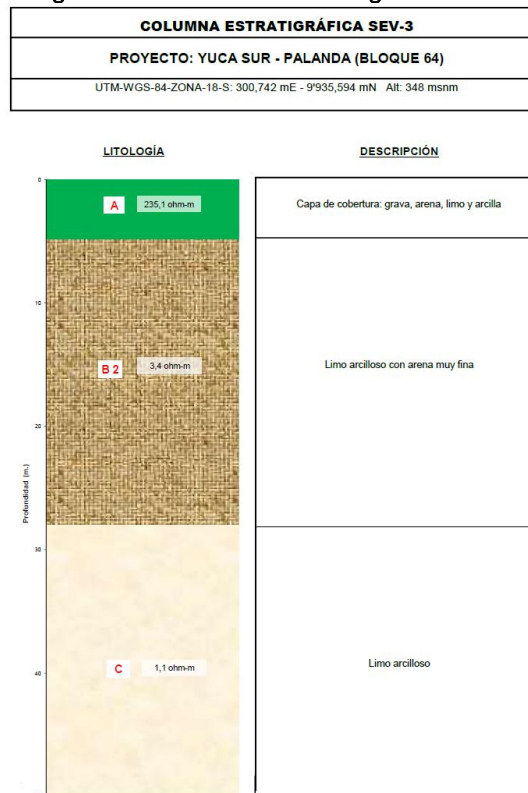 COLUMNA ESTRATIGRÁFICA SEV-3
PROYECTO: YUCA SUR - PALANDA (BLOQUE 64)
UTM-WGS-84-ZONA-18-S: 300,742 mE - 9'935,594 mN Alt: 348 msnm
LITOLOGÍA
DESCRIPCIÓN
0
A
235,1 ohm-m
Capa de cobertura: grava, arena, limo y arcilla
10
B 2
3,4 ohm-m
Limo arcilloso con arena muy fina
20
Profundidad (m.)
30
C
1,1 ohm-m
Limo arcilloso
40